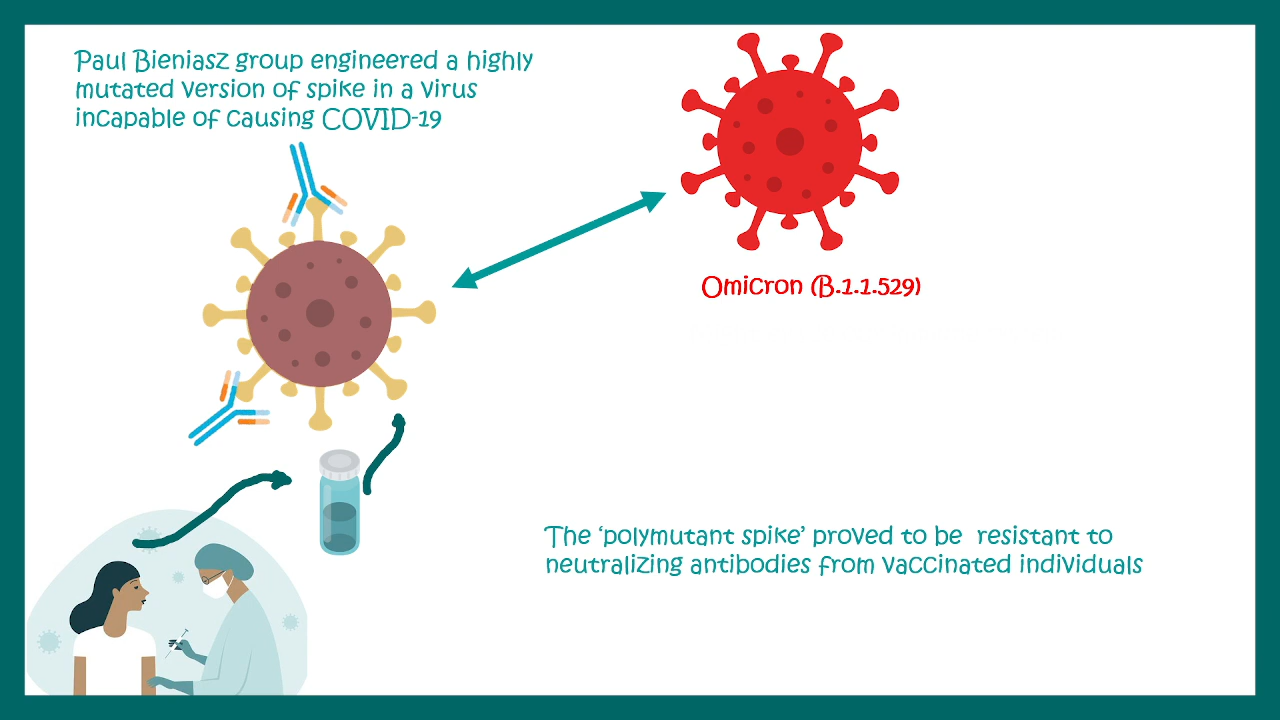 Paul Bieniasz group engineered a highly
mutated version of spike in a virus
incapable of causing COVID-19
Omicron (B.1.1.529)
The ‘polymutant spike’ proved to be resistant to
neutralizing antibodies from vaccinated individuals